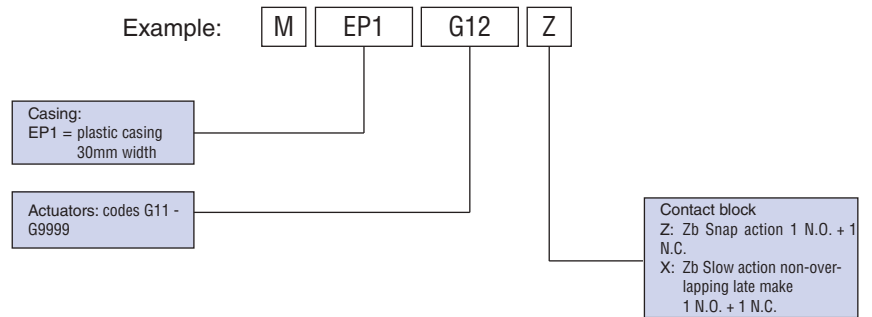 Example: M EP1 G12 Z
Casing:
EP1 = plastic casing
30mm width
Actuators: codes G11 -
G9999
Contact block
Z: Zb Snap action 1 N.O. + 1
N.C.
X: Zb Slow action non-over-
lapping late make
1 N.O. + 1 N.C.